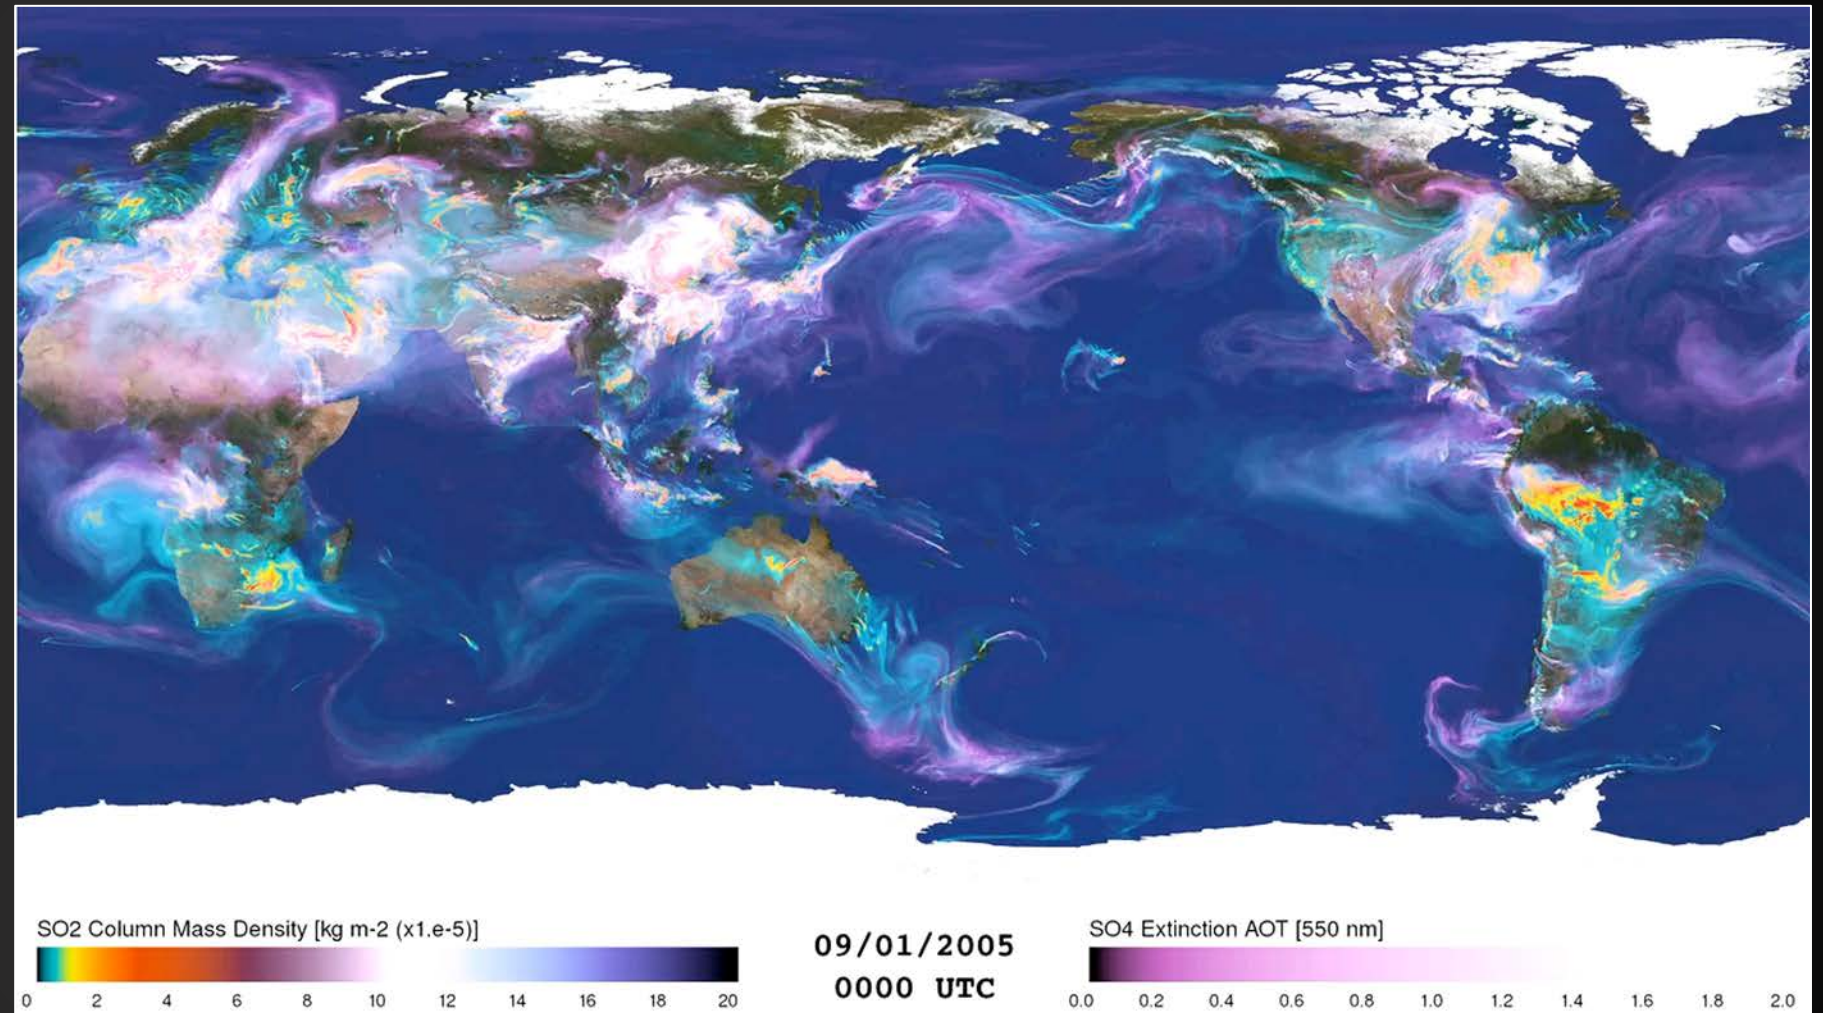 SO2 Column Mass Density [kg m-2 (x1.e-5)]
0 2 4 6 8 10 12 14 16 18 20
09/01/2005
0000 UTC
SO4 Extinction AOT [550 nm]
0.0 0.2 0.4 0.6 0.8 1.0 1.2 1.4 1.6 1.8 2.0